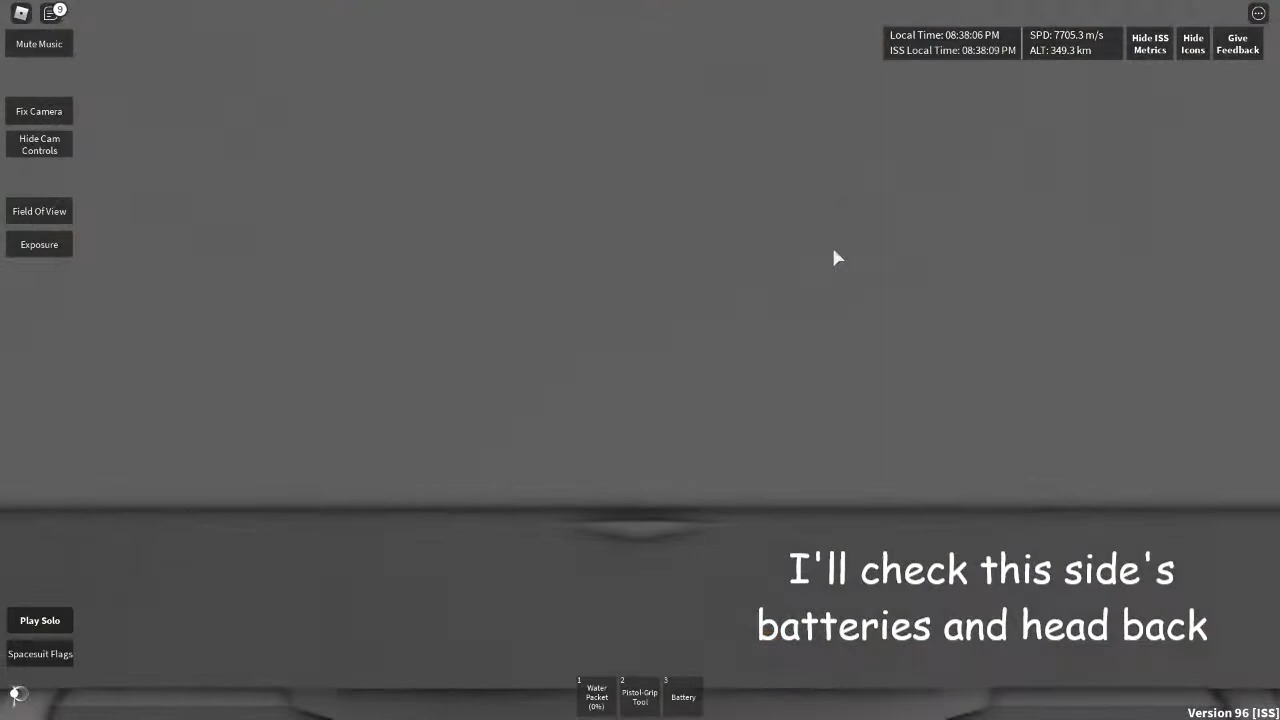 9
Mute Music
Local Time: 08:38:06 PM
ISS Local Time: 08:38:09 PM
SPD: 7705.3 m/s
ALT: 349.3 km
Hide ISS
Metrics
Hide
Icons
Give
Feedback
Fix Camera
Hide Cam
Controls
Field Of View
Exposure
I'll check this side's
batteries and head back
Play Solo
Spacesuit Flags
1
Water
Packet
(0%)
2
Pistol-Grip
Tool
3
Battery
Version 96 [ISS]